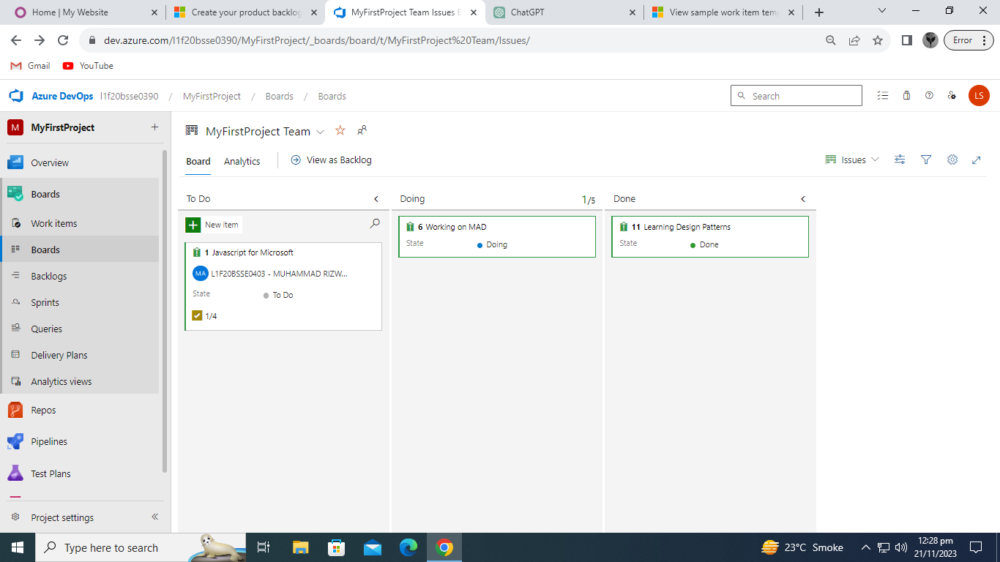 Home | My Website
Create your product backlog
MyFirstProject Team Issues B
ChatGPT
View sample work item temp
dev.azure.com/l1f20bsse0390/MyFirstProject/_boards/board/t/MyFirstProject%20Team/Issues/
Error
Gmail
YouTube
Azure DevOps l1f20bsse0390 / MyFirstProject / Boards / Boards
Search
LS
M MyFirstProject
MyFirstProject Team
Overview
Board Analytics View as Backlog
Issues
Boards
Work items
Boards
Backlogs
Sprints
Queries
Delivery Plans
Analytics views
Repos
Pipelines
Test Plans
Project settings
To Do
New item
1 Javascript for Microsoft
MA L1F20BSSE0403 - MUHAMMAD RIZW...
State To Do
1/4
Doing 1/5
6 Working on MAD
State Doing
Done
11 Learning Design Patterns
State Done
Type here to search
23°C Smoke
12:28 pm
21/11/2023